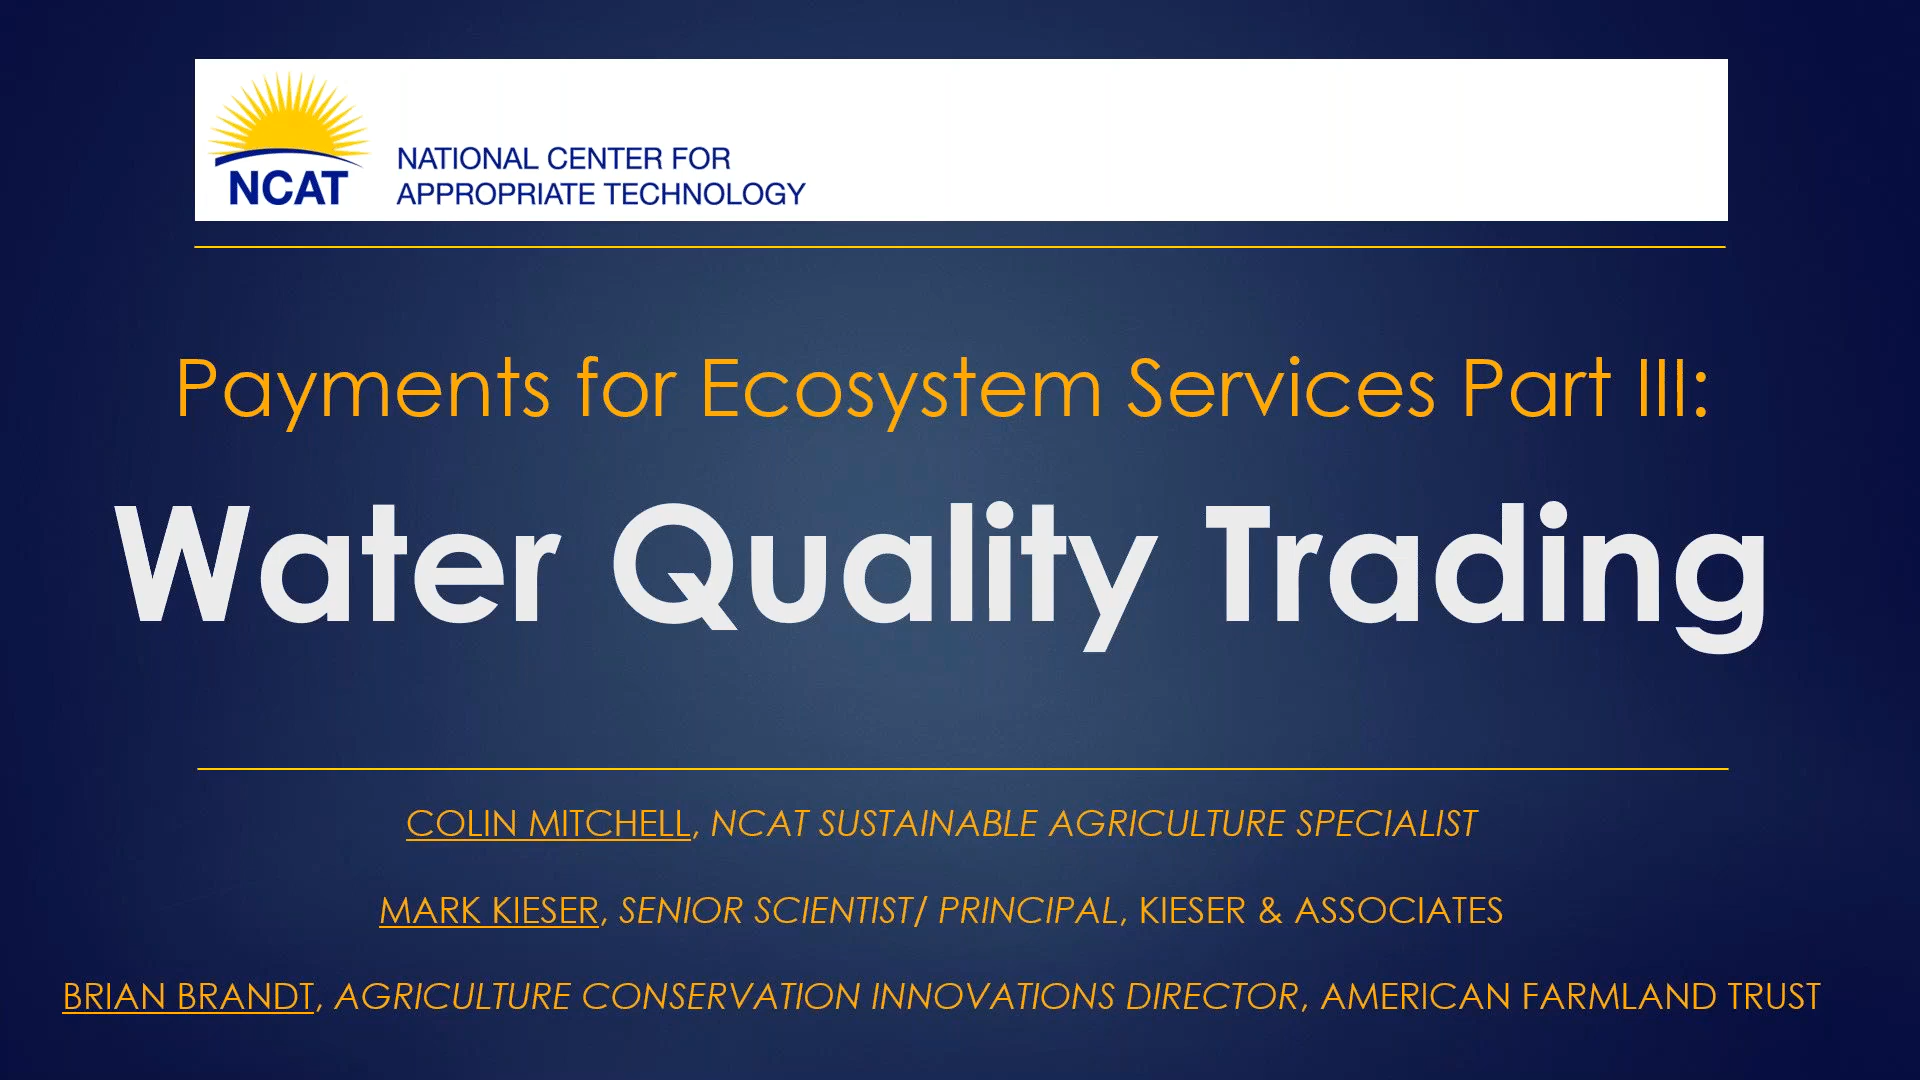 NCAT
NATIONAL CENTER FOR
APPROPRIATE TECHNOLOGY
Payments for Ecosystem Services Part III:
Water Quality Trading
COLIN MITCHELL, NCAT SUSTAINABLE AGRICULTURE SPECIALIST
MARK KIESER, SENIOR SCIENTIST/ PRINCIPAL, KIESER & ASSOCIATES
BRIAN BRANDT, AGRICULTURE CONSERVATION INNOVATIONS DIRECTOR, AMERICAN FARMLAND TRUST